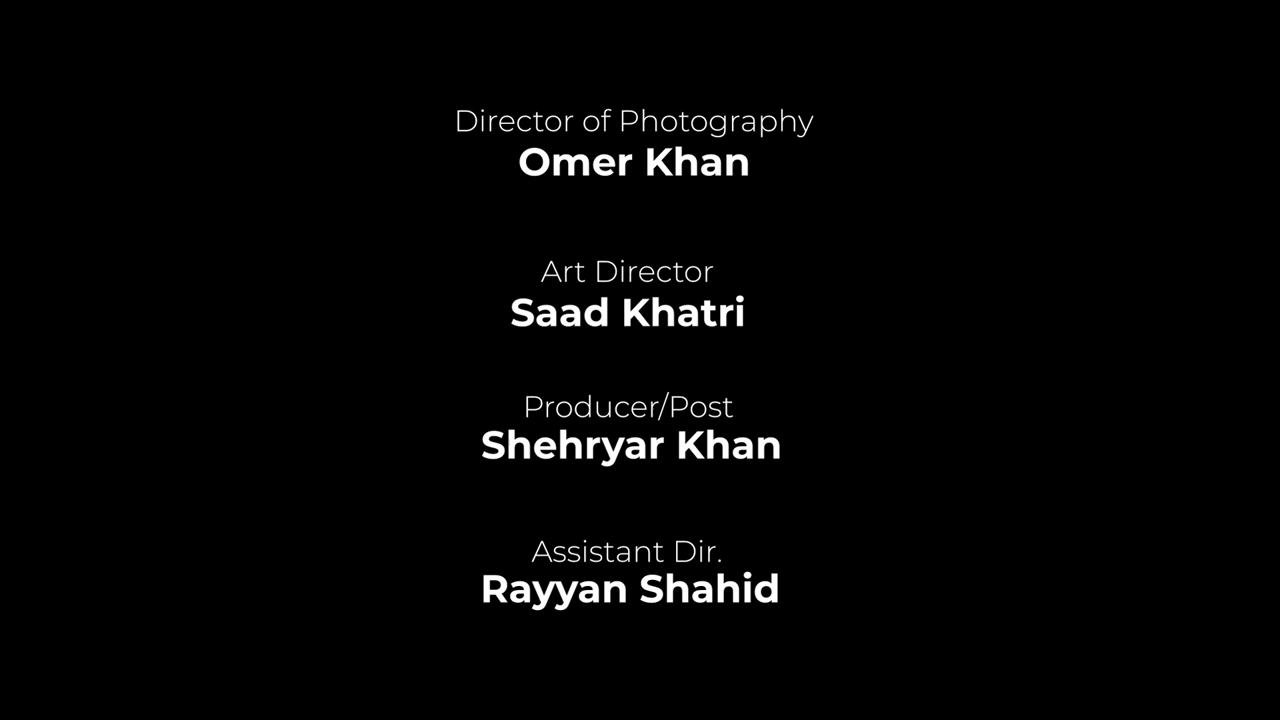 Director of Photography
Omer Khan
Art Director
Saad Khatri
Producer/Post
Shehryar Khan
Assistant Dir.
Rayyan Shahid